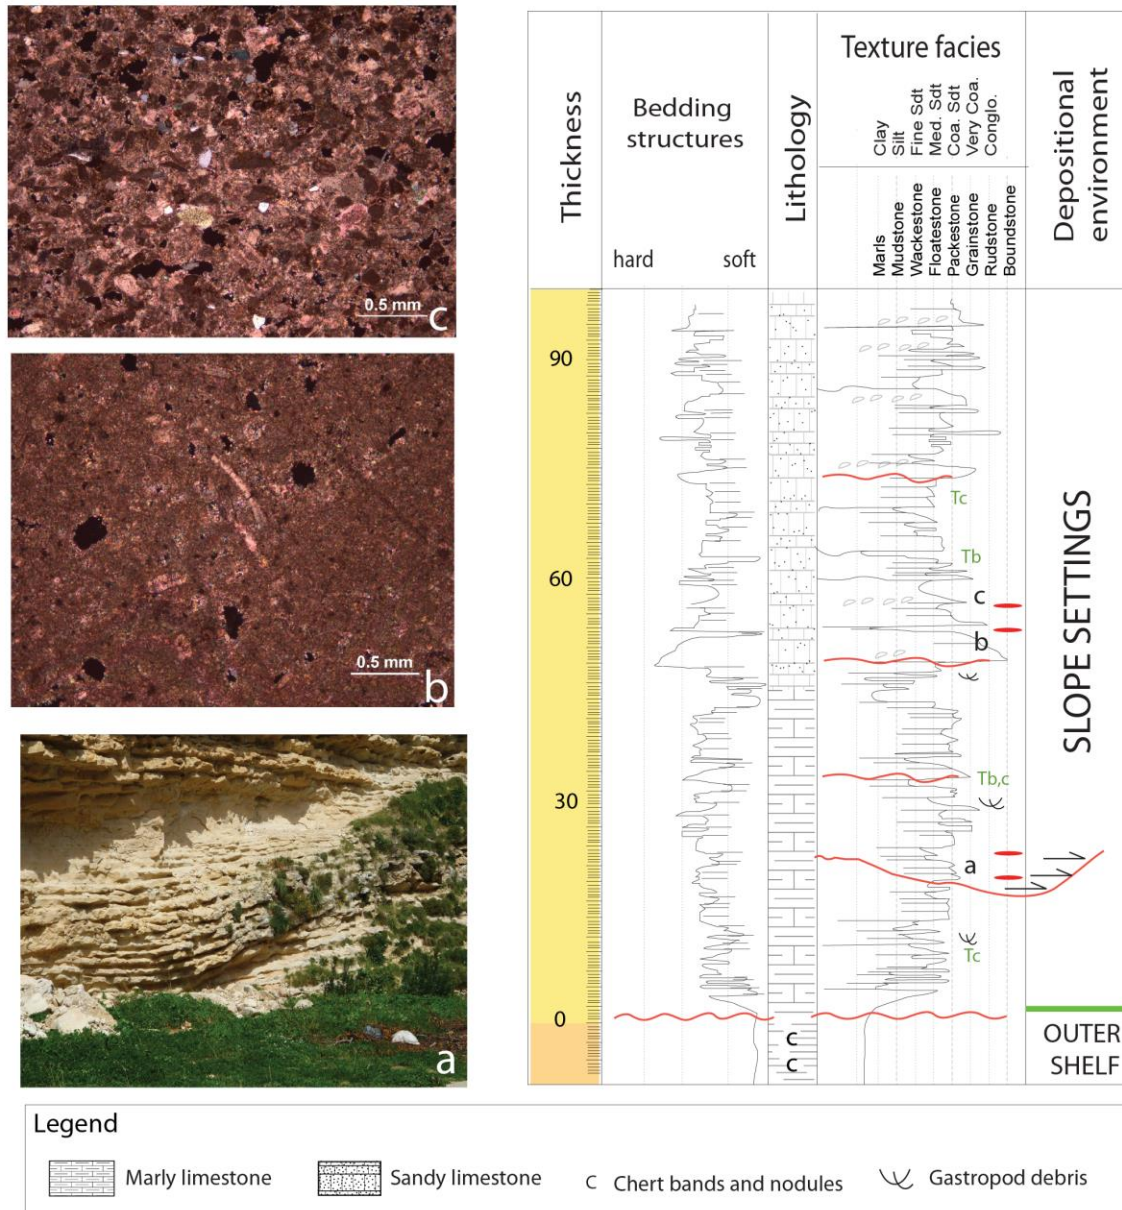 0.5 mm
c
0.5 mm
b
a
Thickness
Bedding
structures
hard soft
Lithology
Texture facies
Clay
Silt
Fine Sdt
Med. Sdt
Coa. Sdt
Very Coa.
Conglo.
Marls
Mudstone
Wackestone
Floatestone
Packestone
Grainstone
Rudstone
Boundstone
Depositional
environment
90
60
30
0
Tc
Tb
c
b
Tb,c
a
Tc
c
c
SLOPE SETTINGS
OUTER
SHELF
Legend
Marly limestone
Sandy limestone
c Chert bands and nodules
Gastropod debris